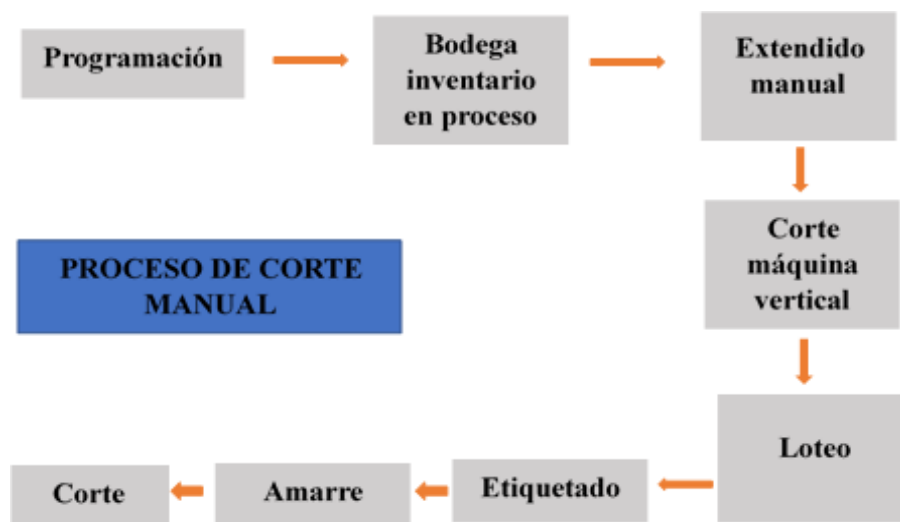 Programación
Bodega
inventario
en proceso
Extendido
manual
Corte
máquina
vertical
PROCESO DE CORTE
MANUAL
Loteo
Etiquetado
Amarre
Corte